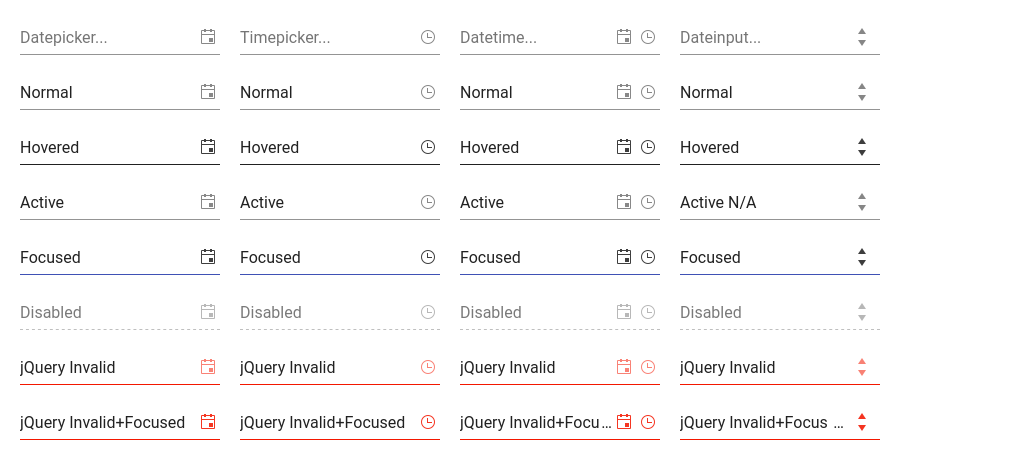 Datepicker... Timepicker... Datetime... Dateinput...
Normal Normal Normal Normal
Hovered Hovered Hovered Hovered
Active Active Active Active N/A
Focused Focused Focused Focused
Disabled Disabled Disabled Disabled
jQuery Invalid jQuery Invalid jQuery Invalid jQuery Invalid
jQuery Invalid+Focused jQuery Invalid+Focused jQuery Invalid+Focu... jQuery Invalid+Focus ...